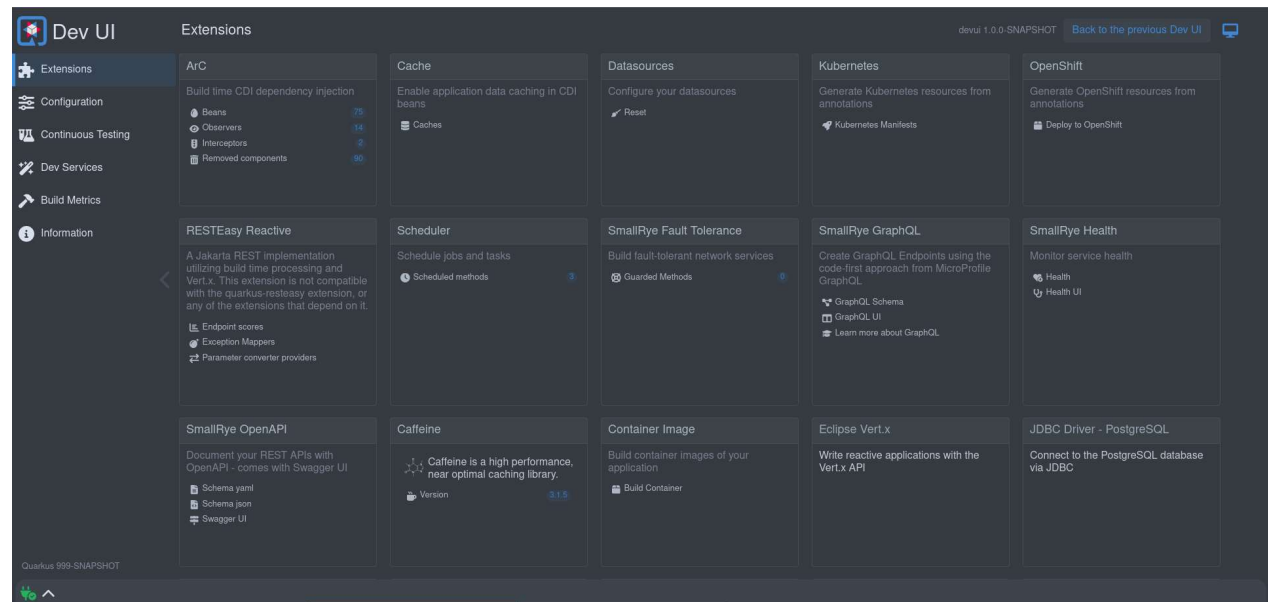 Dev UI
Extensions
devui 1.0.0-SNAPSHOT
Back to the previous Dev UI
Extensions
Configuration
Continuous Testing
Dev Services
Build Metrics
Information
ArC
Build time CDI dependency injection
Beans 75
Observers 14
Interceptors 2
Removed components 90
Cache
Enable application data caching in CDI
beans
Caches
Datasources
Configure your datasources
Reset
Kubernetes
Generate Kubernetes resources from
annotations
Kubernetes Manifests
OpenShift
Generate OpenShift resources from
annotations
Deploy to OpenShift
RESTEasy Reactive
A Jakarta REST implementation
utilizing build time processing and
Vert.x. This extension is not compatible
with the quarkus-resteasy extension, or
any of the extensions that depend on it.
Endpoint scores
Exception Mappers
Parameter converter providers
Scheduler
Schedule jobs and tasks
Scheduled methods 3
SmallRye Fault Tolerance
Build fault-tolerant network services
Guarded Methods 0
SmallRye GraphQL
Create GraphQL Endpoints using the
code-first approach from MicroProfile
GraphQL
GraphQL Schema
GraphQL UI
Learn more about GraphQL
SmallRye Health
Monitor service health
Health
Health UI
SmallRye OpenAPI
Document your REST APIs with
OpenAPI - comes with Swagger UI
Schema yaml
Schema json
Swagger UI
Caffeine
Caffeine is a high performance,
near optimal caching library.
Version 3.1.5
Container Image
Build container images of your
application
Build Container
Eclipse Vert.x
Write reactive applications with the
Vert.x API
JDBC Driver - PostgreSQL
Connect to the PostgreSQL database
via JDBC
Quarkus 999-SNAPSHOT